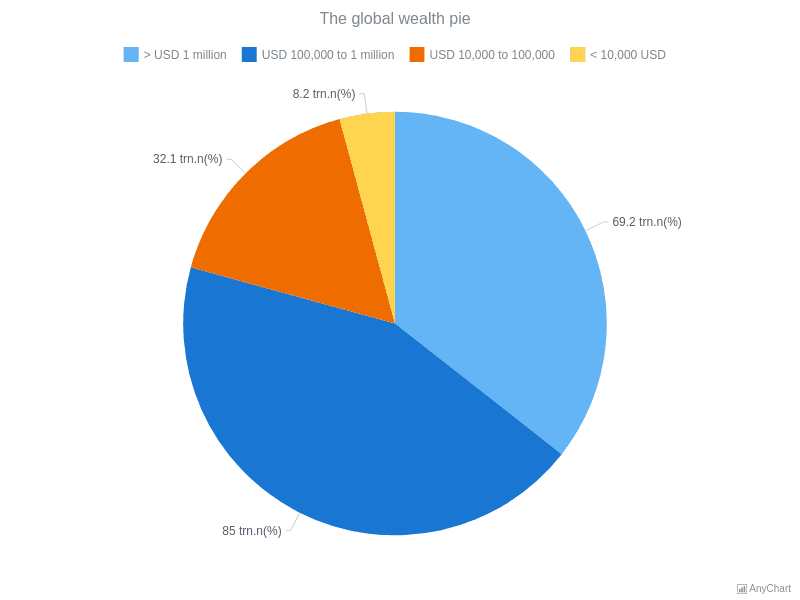 The global wealth pie
> USD 1 million USD 100,000 to 1 million USD 10,000 to 100,000 < 10,000 USD
8.2 trn.n(%)
32.1 trn.n(%)
69.2 trn.n(%)
85 trn.n(%)
AnyChart